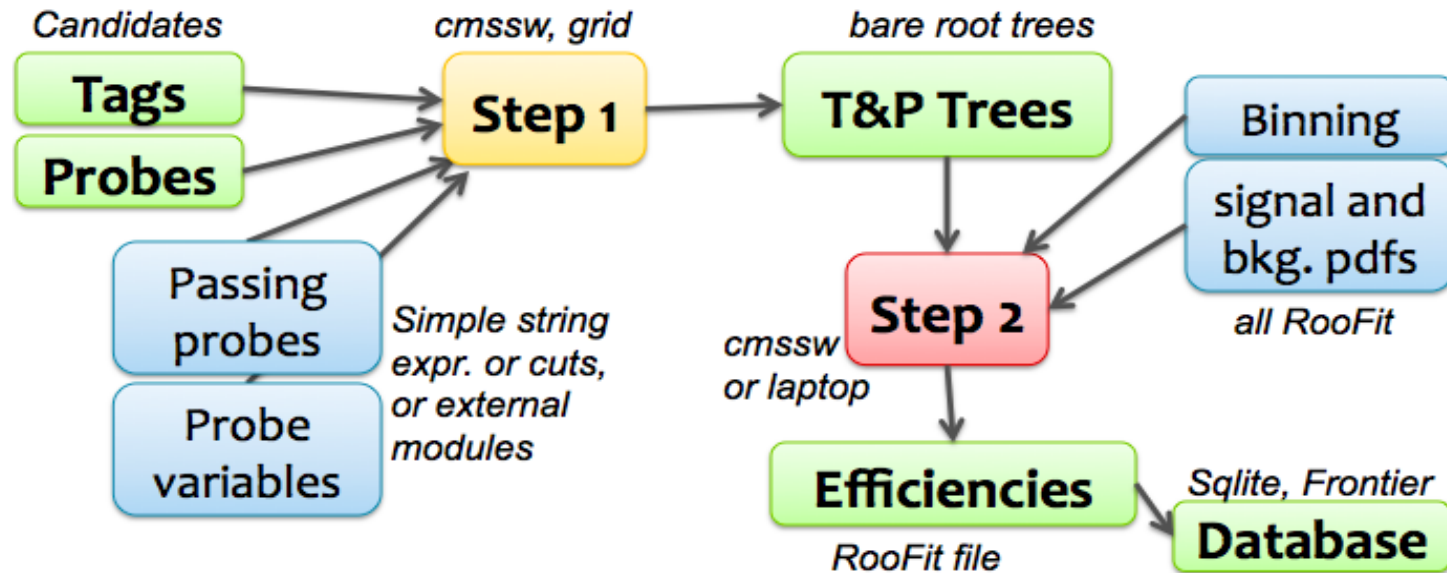 Candidates
Tags
Probes
cmssw, grid
Step 1
bare root trees
T&P Trees
Binning
signal and
bkg. pdfs
all RooFit
Passing
probes
Probe
variables
Simple string
expr. or cuts,
or external
modules
Step 2
cmssw
or laptop
Efficiencies
RooFit file
Sqlite, Frontier
Database